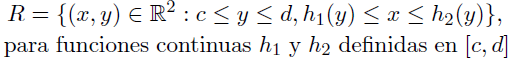 R = {(x, y) ∈ ℝ² : c ≤ y ≤ d, h₁(y) ≤ x ≤ h₂(y)},
para funciones continuas h₁ y h₂ definidas en [c, d]